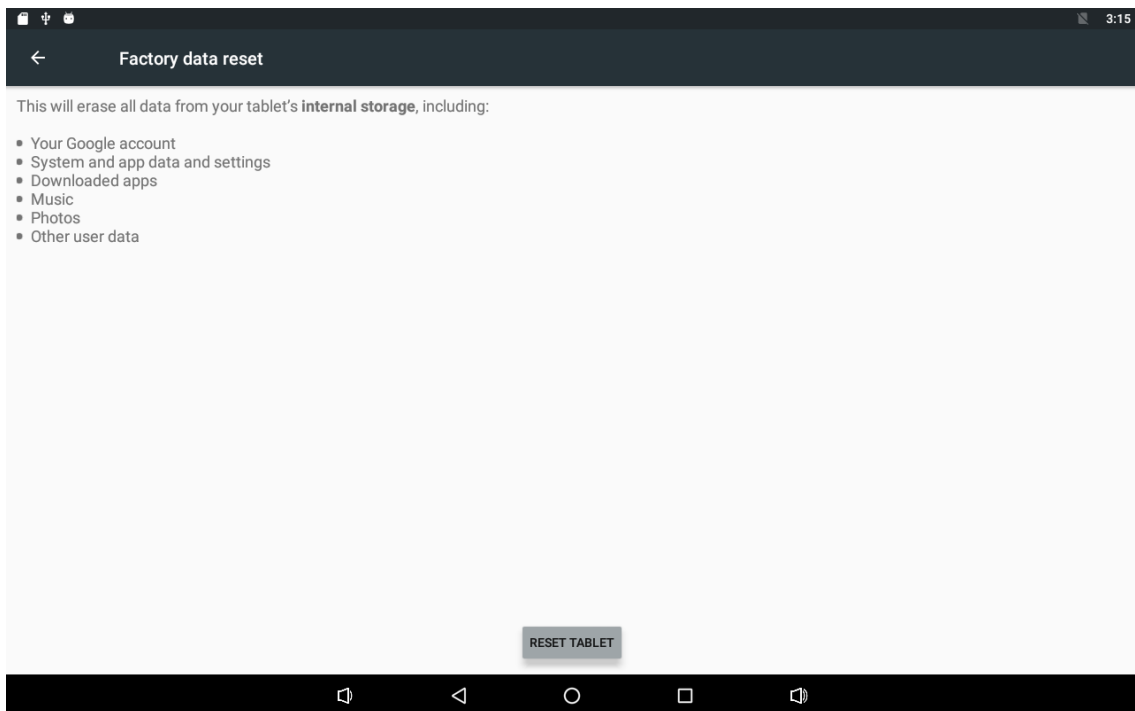 3:15
Factory data reset
This will erase all data from your tablet's internal storage, including:
• Your Google account
• System and app data and settings
• Downloaded apps
• Music
• Photos
• Other user data
RESET TABLET